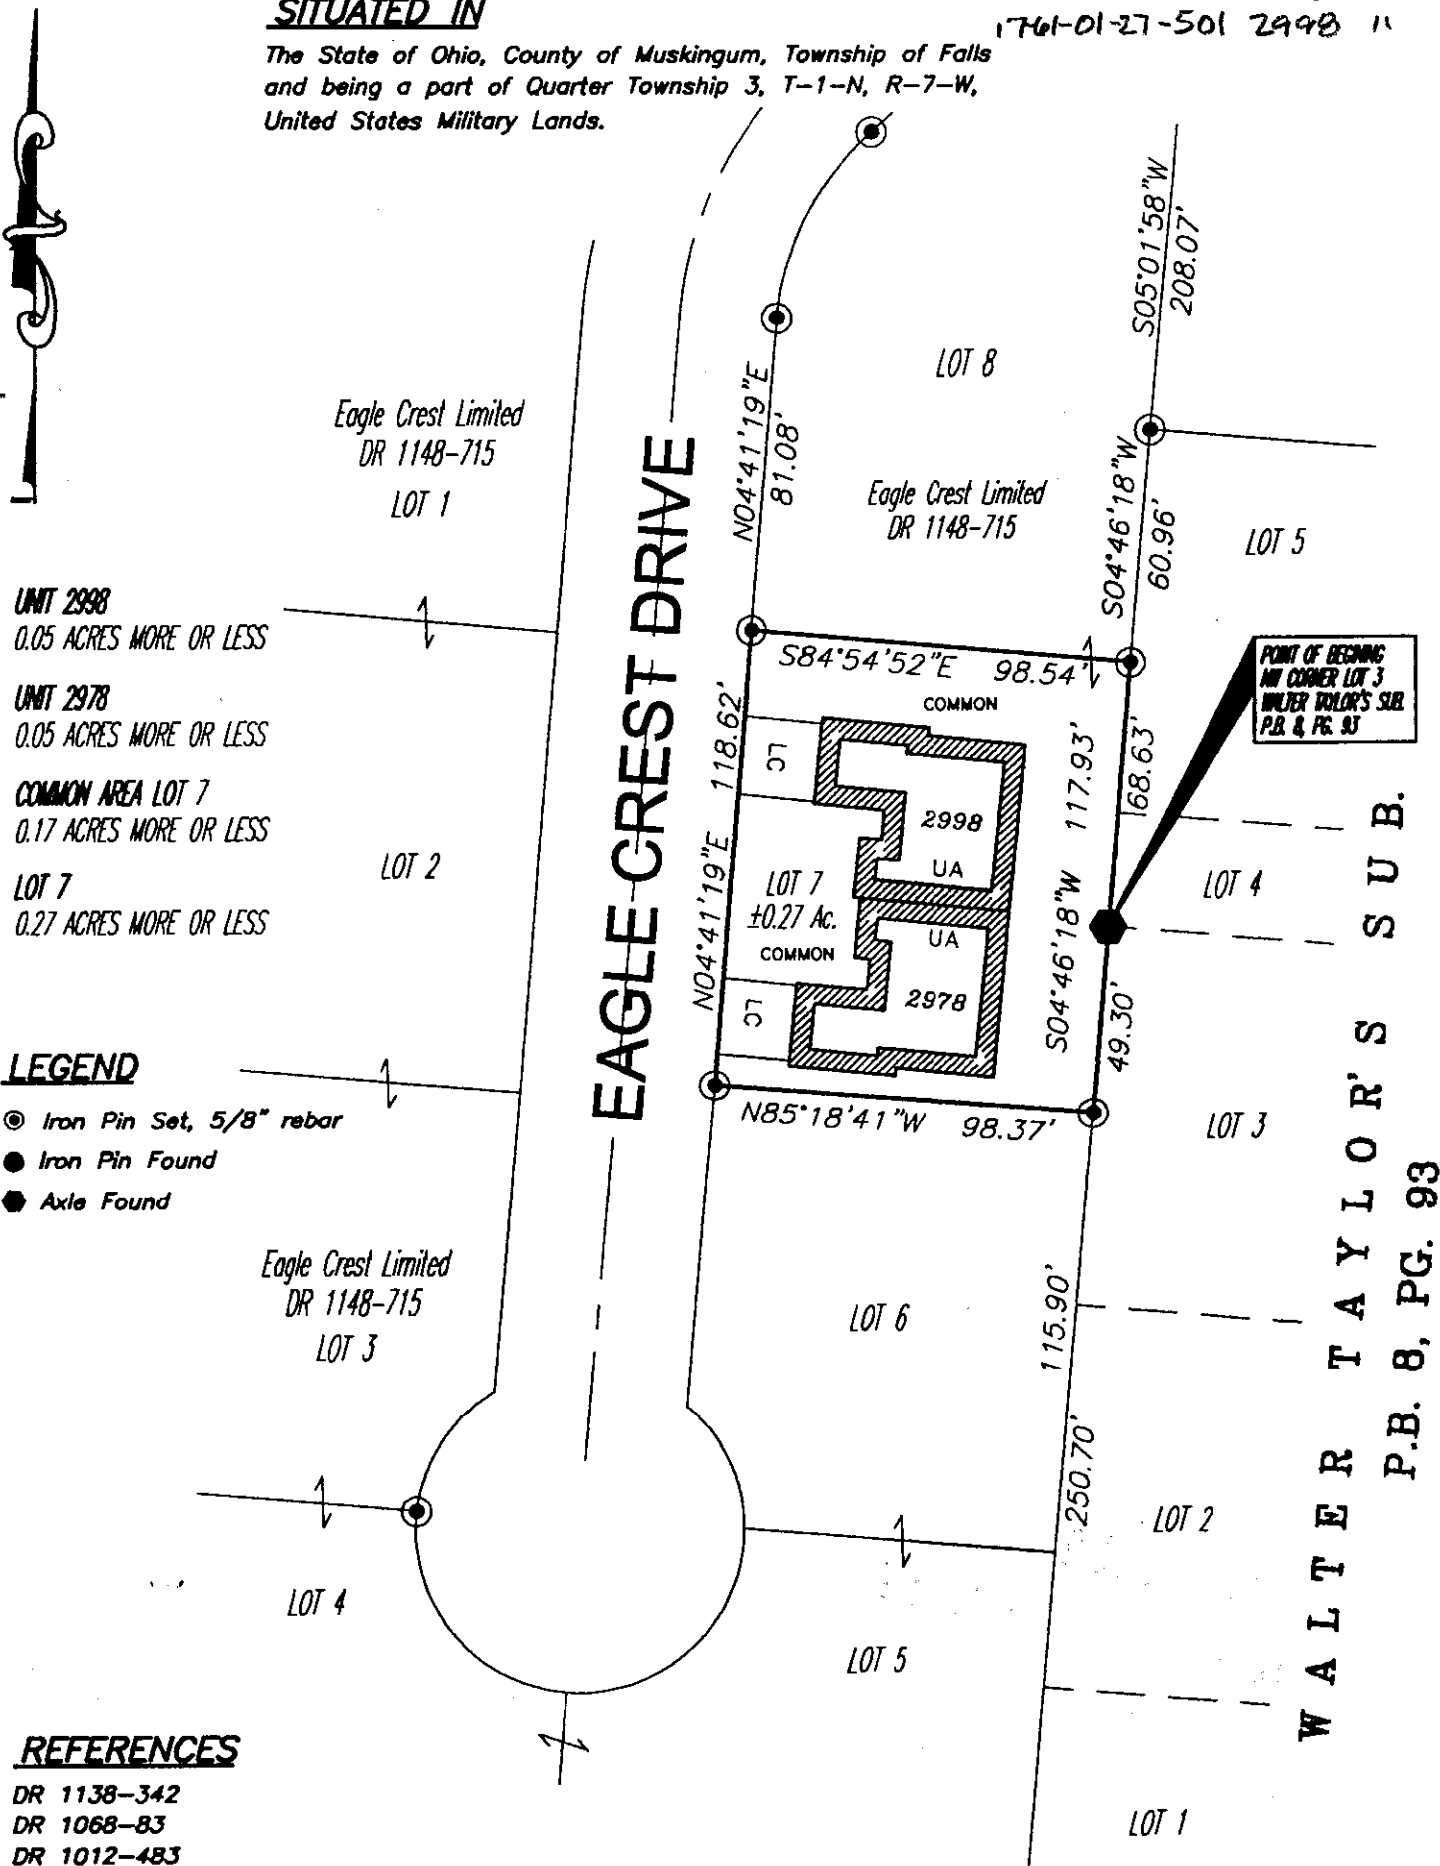 SITUATED IN
1761-01-27-501 2998 11
The State of Ohio, County of Muskingum, Township of Falls
and being a part of Quarter Township 3, T-1-N, R-7-W,
United States Military Lands.
S05°01'58"W
208.07'
LOT 8
N04°41'19"E
81.08'
Eagle Crest Limited
DR 1148-715
LOT 1
Eagle Crest Limited
DR 1148-715
S04°46'18"W
60.96'
LOT 5
EAGLE CREST DRIVE
UNIT 2998
0.05 ACRES MORE OR LESS
UNIT 2978
0.05 ACRES MORE OR LESS
COMMON AREA LOT 7
0.17 ACRES MORE OR LESS
LOT 7
0.27 ACRES MORE OR LESS
LOT 2
S84°54'52"E 98.54'
COMMON
POINT OF BEGINING
NW CORNER LOT 3
WALTER TAYLOR'S SUB.
P.B. 8, PG. 93
N04°41'19"E 118.62'
LC
2998
UA
LOT 7
±0.27 Ac.
COMMON
UA
2978
LC
S04°46'18"W 117.93'
68.63'
49.30'
LOT 4
N85°18'41"W 98.37'
LOT 3
LEGEND
Iron Pin Set, 5/8" rebar
Iron Pin Found
Axle Found
Eagle Crest Limited
DR 1148-715
LOT 3
LOT 6
115.90'
250.70'
LOT 2
WALTER TAYLOR'S SUB.
P.B. 8, PG. 93
LOT 4
LOT 5
LOT 1
REFERENCES
DR 1138-342
DR 1068-83
DR 1012-483